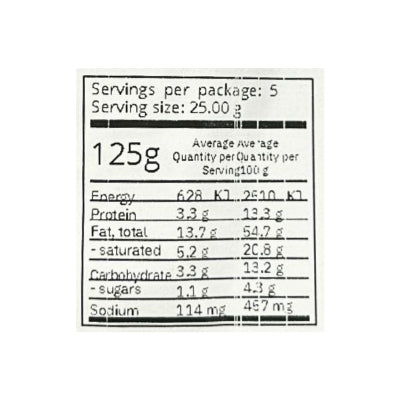 Servings per package: 5
Serving size: 25.00 g
125g
Average Average
Quantity per Quantity per
Serving 100 g
Energy 628 KJ 2510 KJ
Protein 3.3 g 13.3 g
Fat, total 13.7 g 54.7 g
- saturated 5.2 g 20.8 g
Carbohydrate 3.3 g 13.2 g
- sugars 1.1 g 4.3 g
Sodium 114 mg 457 mg